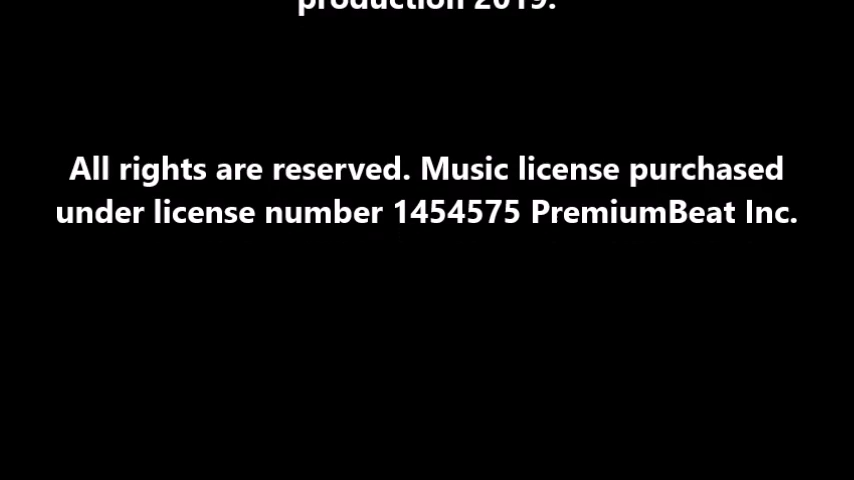 production 2019.
All rights are reserved. Music license purchased
under license number 1454575 PremiumBeat Inc.